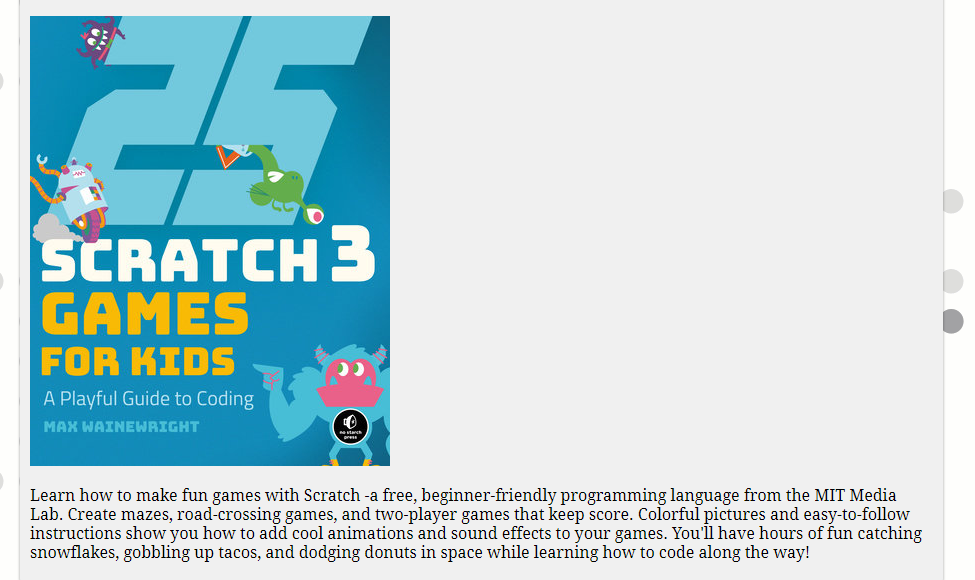 25
SCRATCH 3
GAMES
FOR KIDS
A Playful Guide to Coding
MAX WAINEWRIGHT
no starch
press
Learn how to make fun games with Scratch -a free, beginner-friendly programming language from the MIT Media
Lab. Create mazes, road-crossing games, and two-player games that keep score. Colorful pictures and easy-to-follow
instructions show you how to add cool animations and sound effects to your games. You'll have hours of fun catching
snowflakes, gobbling up tacos, and dodging donuts in space while learning how to code along the way!